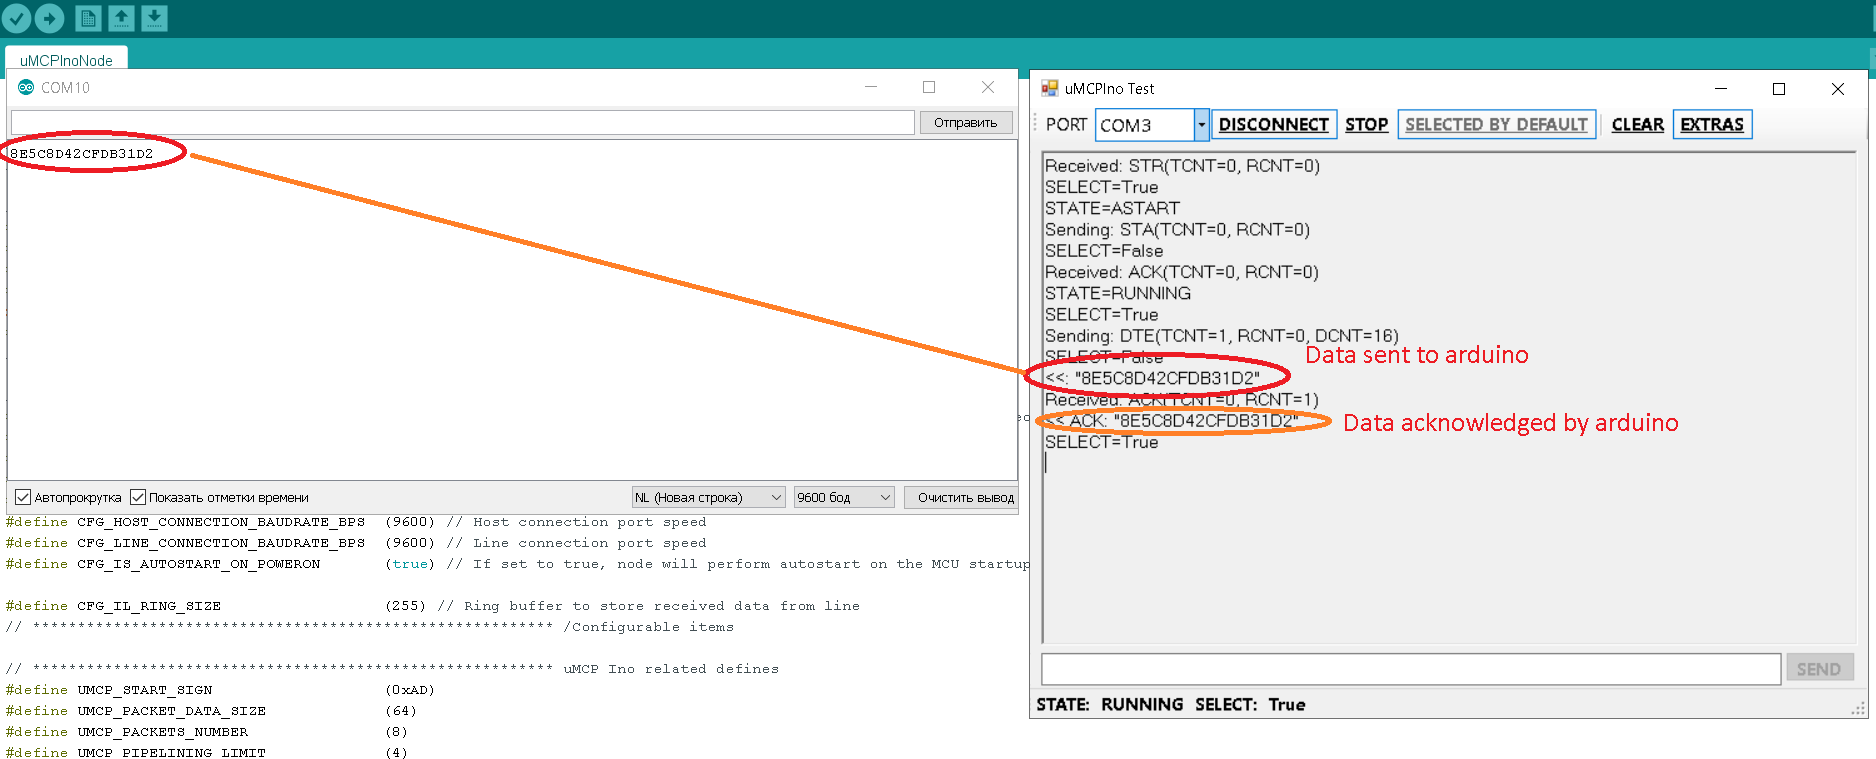 uMCPInoNode
COM10
Отправить
8E5C8D42CFDB31D2
Автопрокрутка Показать отметки времени
NL (Новая строка) 9600 бод Очистить вывод
#define CFG_HOST_CONNECTION_BAUDRATE_BPS (9600) // Host connection port speed
#define CFG_LINE_CONNECTION_BAUDRATE_BPS (9600) // Line connection port speed
#define CFG_IS_AUTOSTART_ON_POWERON (true) // If set to true, node will perform autostart on the MCU startup
#define CFG_IL_RING_SIZE (255) // Ring buffer to store received data from line
// ********************************************************** /Configurable items
// ********************************************************** uMCP Ino related defines
#define UMCP_START_SIGN (0xAD)
#define UMCP_PACKET_DATA_SIZE (64)
#define UMCP_PACKETS_NUMBER (8)
#define UMCP_PIPELINING_LIMIT (4)
uMCPIno Test
PORT COM3 DISCONNECT STOP SELECTED BY DEFAULT CLEAR EXTRAS
Received: STR(TCNT=0, RCNT=0)
SELECT=True
STATE=ASTART
Sending: STA(TCNT=0, RCNT=0)
SELECT=False
Received: ACK(TCNT=0, RCNT=0)
STATE=RUNNING
SELECT=True
Sending: DTE(TCNT=1, RCNT=0, DCNT=16)
SELECT=False
Data sent to arduino
<<: "8E5C8D42CFDB31D2"
Received: ACK(TCNT=0, RCNT=1)
<< ACK: "8E5C8D42CFDB31D2"
Data acknowledged by arduino
SELECT=True
SEND
STATE: RUNNING SELECT: True